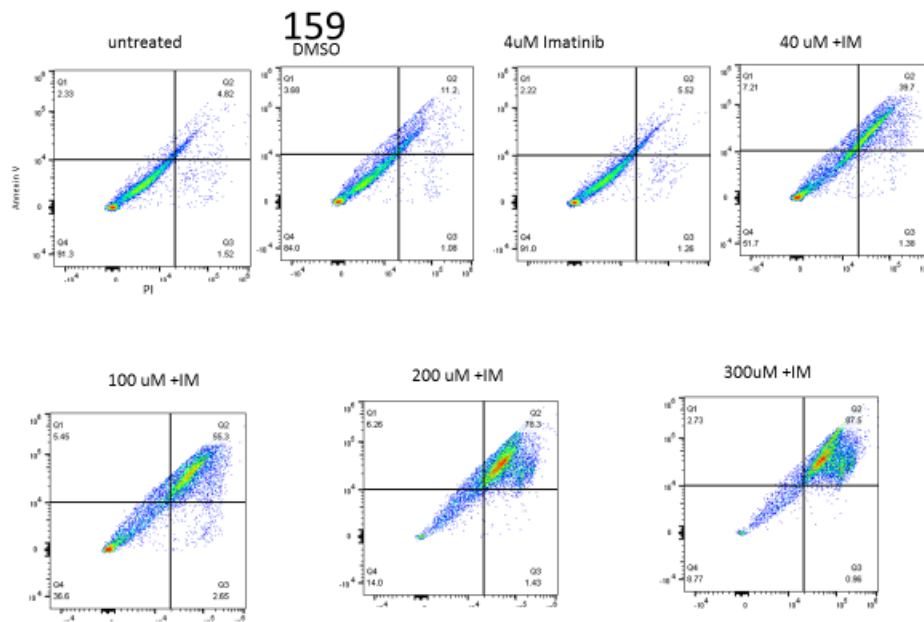 159
untreated
DMSO
4uM Imatinib
40 uM +IM
Q1
2.33
Q2
4.82
Q4
91.3
Q3
1.52
Annexin V
PI
Q1
3.68
Q2
11.2
Q4
84.0
Q3
1.08
Q1
2.22
Q2
5.52
Q4
91.0
Q3
1.26
Q1
7.21
Q2
39.7
Q4
51.7
Q3
1.38
100 uM +IM
200 uM +IM
300uM +IM
Q1
5.45
Q2
55.3
Q4
36.6
Q3
2.65
Q1
6.26
Q2
78.3
Q4
14.0
Q3
1.43
Q1
2.73
Q2
87.5
Q4
8.77
Q3
0.96